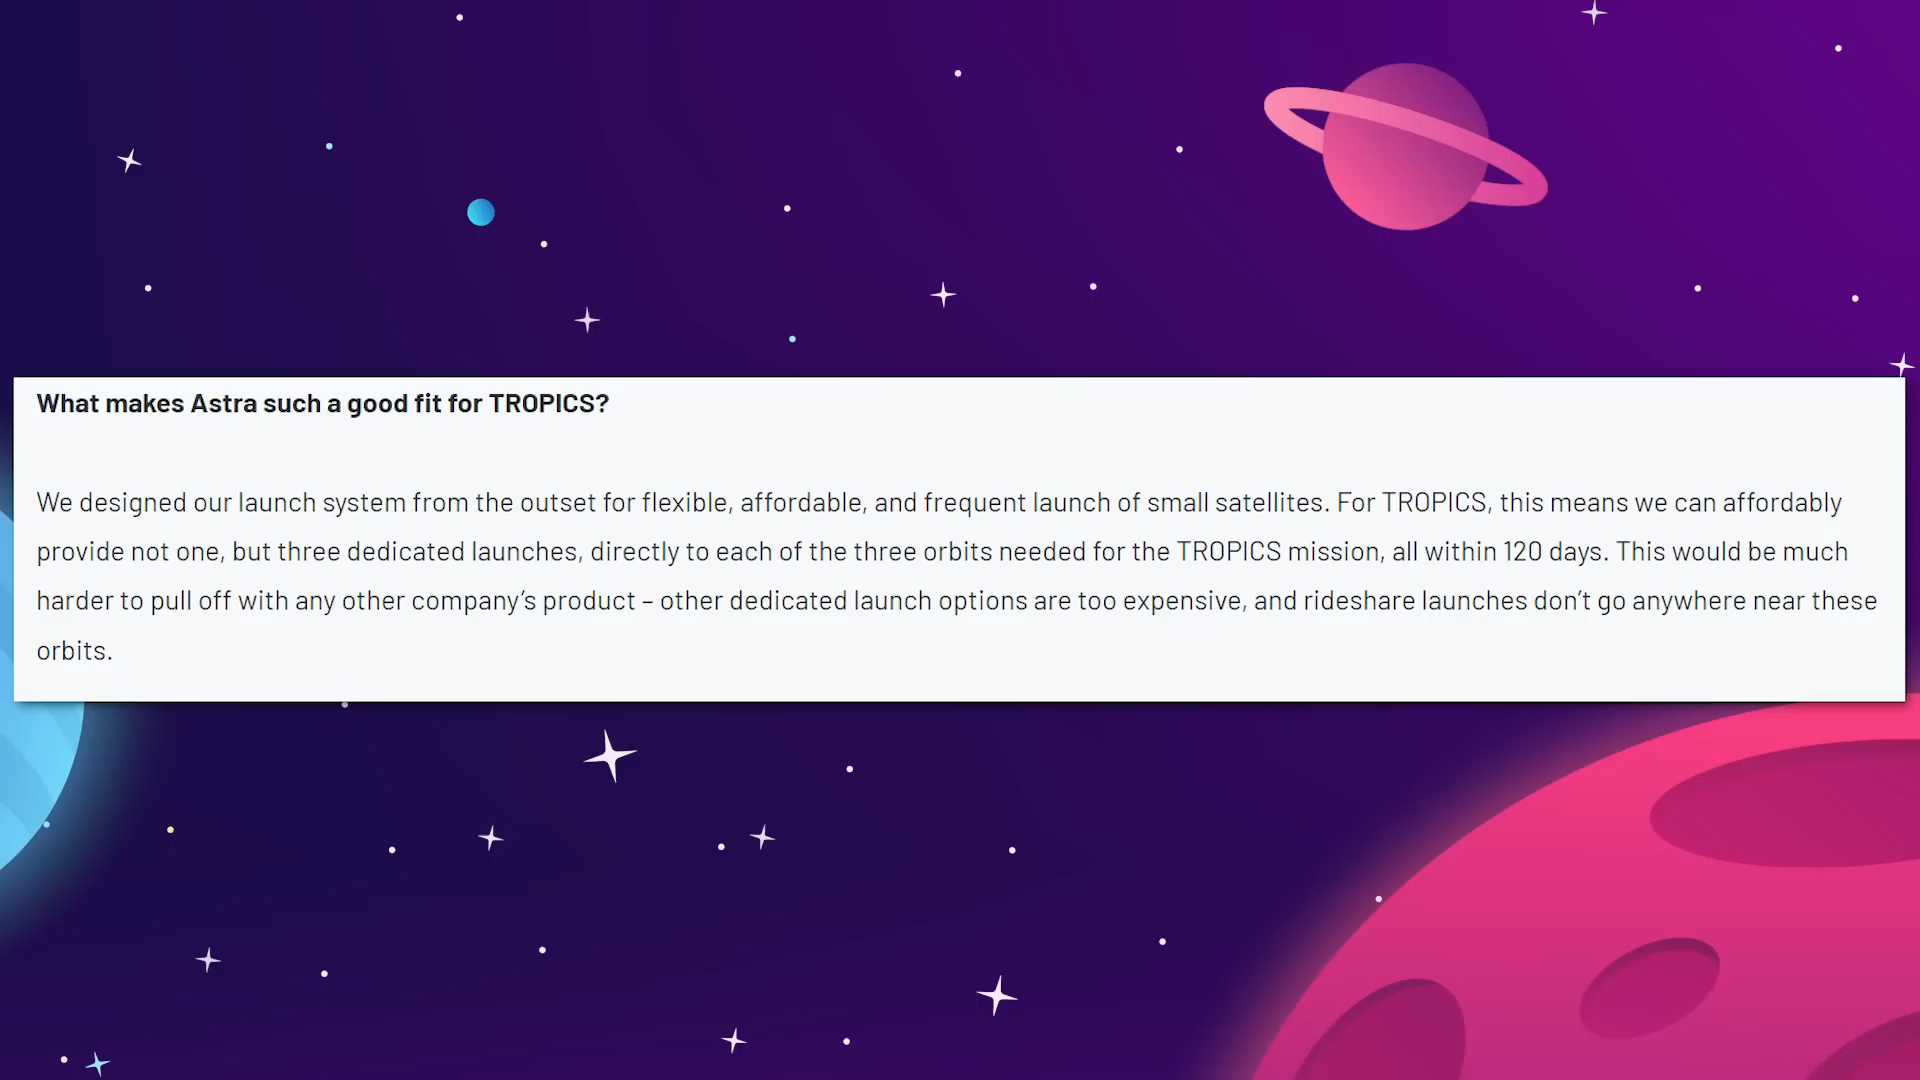 What makes Astra such a good fit for TROPICS?
We designed our launch system from the outset for flexible, affordable, and frequent launch of small satellites. For TROPICS, this means we can affordably
provide not one, but three dedicated launches, directly to each of the three orbits needed for the TROPICS mission, all within 120 days. This would be much
harder to pull off with any other company’s product – other dedicated launch options are too expensive, and rideshare launches don’t go anywhere near these
orbits.